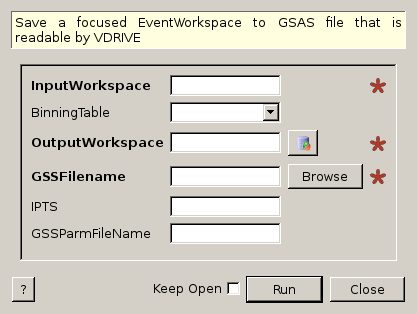 Save a focused EventWorkspace to GSAS file that is
readable by VDRIVE
InputWorkspace
BinningTable
OutputWorkspace
GSSFilename
Browse
IPTS
GSSParmFileName
?
Keep Open
Run
Close